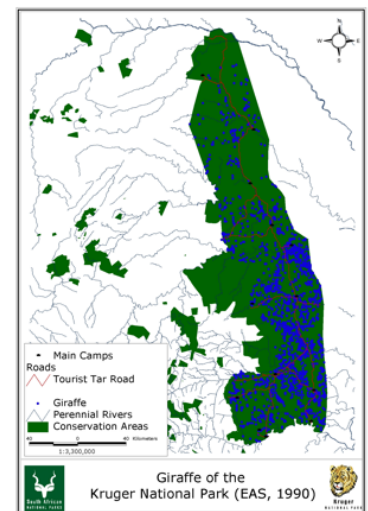 N
W E
S
Main Camps
Roads
Tourist Tar Road
Giraffe
Perennial Rivers
Conservation Areas
40 0 40 Kilometers
1:3,300,000
Giraffe of the
Kruger National Park (EAS, 1990)
South African
NATIONAL PARKS
Kruger
NATIONAL PARK